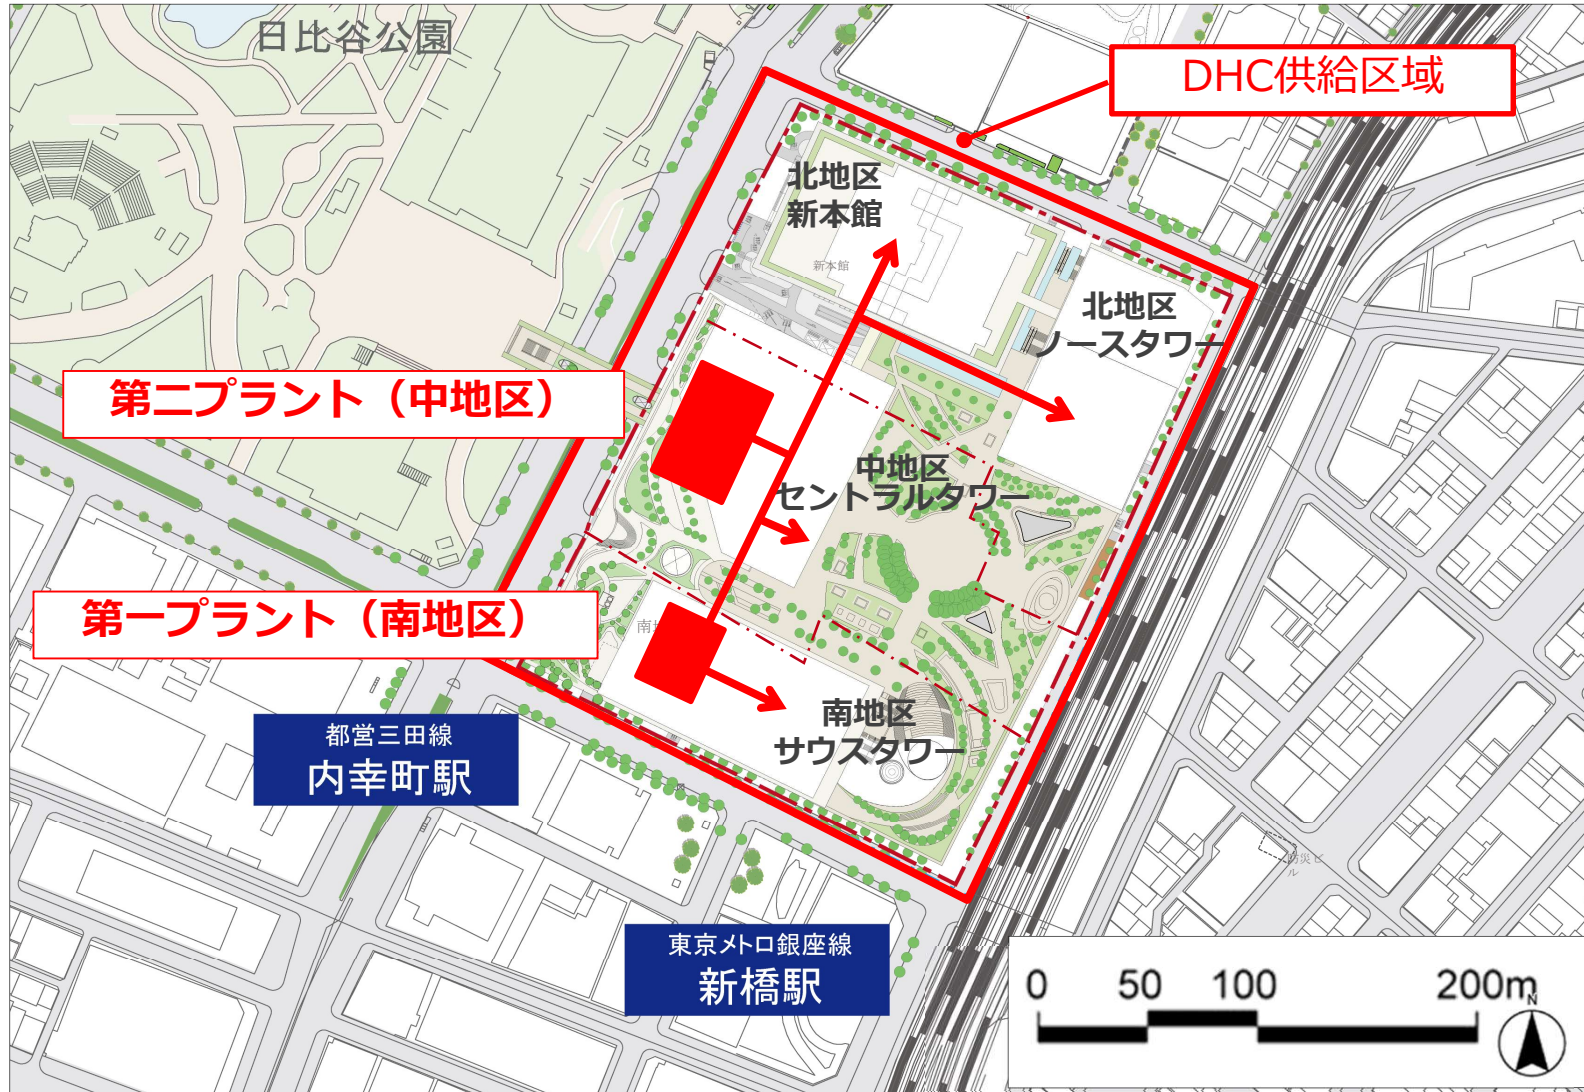 日比谷公園
DHC供給区域
北地区
新本館
新本館
北地区
ノースタワー
第二プラント（中地区）
中地区
セントラルタワー
第一プラント（南地区）
南地区
サウスタワー
都営三田線
内幸町駅
東京メトロ銀座線
新橋駅
0 50 100 200m
N